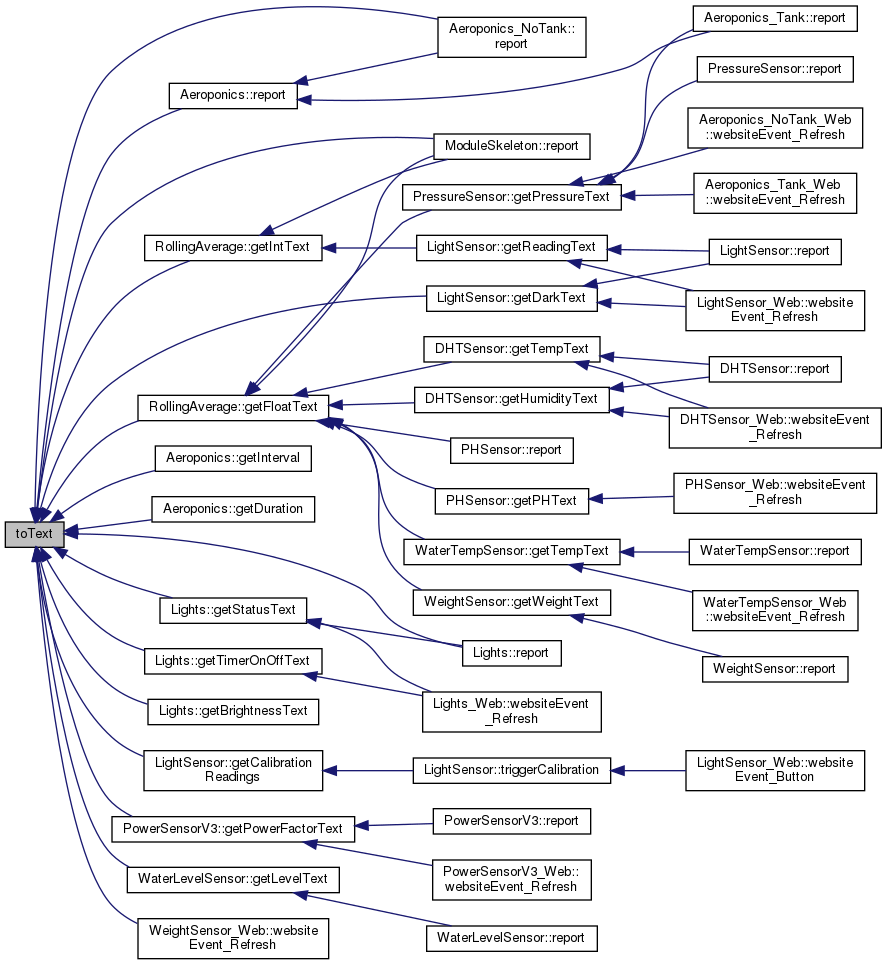 toText
Aeroponics_NoTank::
report
Aeroponics::report
ModuleSkeleton::report
PressureSensor::getPressureText
RollingAverage::getIntText
LightSensor::getReadingText
LightSensor::getDarkText
DHTSensor::getTempText
RollingAverage::getFloatText
DHTSensor::getHumidityText
PHSensor::report
Aeroponics::getInterval
PHSensor::getPHText
Aeroponics::getDuration
WaterTempSensor::getTempText
WeightSensor::getWeightText
Lights::getStatusText
Lights::report
Lights::getTimerOnOffText
Lights_Web::websiteEvent
_Refresh
Lights::getBrightnessText
LightSensor::getCalibration
Readings
LightSensor::triggerCalibration
PowerSensorV3::getPowerFactorText
PowerSensorV3::report
PowerSensorV3_Web::
websiteEvent_Refresh
WaterLevelSensor::getLevelText
WaterLevelSensor::report
WeightSensor_Web::website
Event_Refresh
Aeroponics_Tank::report
PressureSensor::report
Aeroponics_NoTank_Web
::websiteEvent_Refresh
Aeroponics_Tank_Web
::websiteEvent_Refresh
LightSensor::report
LightSensor_Web::website
Event_Refresh
DHTSensor::report
DHTSensor_Web::websiteEvent
_Refresh
PHSensor_Web::websiteEvent
_Refresh
WaterTempSensor::report
WaterTempSensor_Web
::websiteEvent_Refresh
WeightSensor::report
LightSensor_Web::website
Event_Button